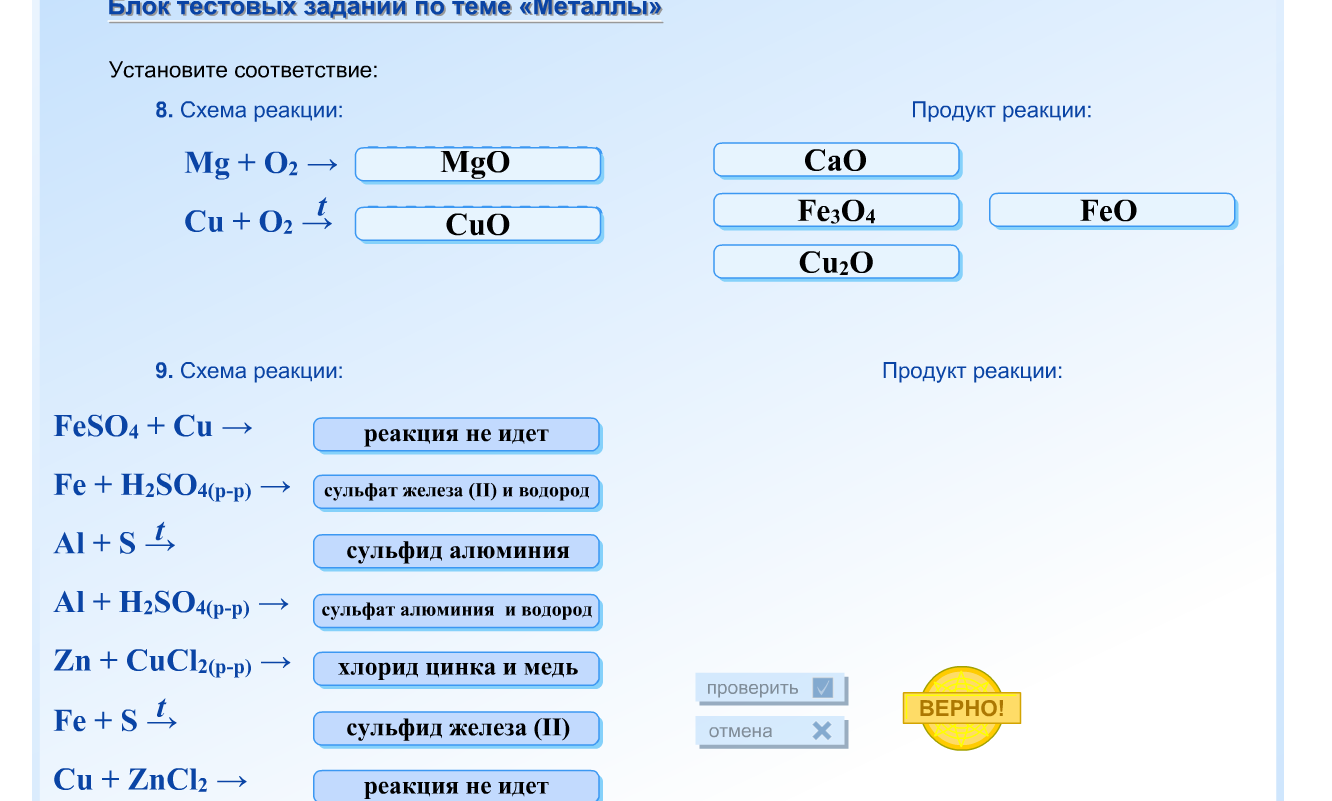 Блок тестовых заданий по теме «Металлы»
Установите соответствие:
8. Схема реакции: Продукт реакции:
Mg + O₂ → MgO CaO
Cu + O₂ t→ CuO Fe₃O₄ FeO
Cu₂O
9. Схема реакции: Продукт реакции:
FeSO₄ + Cu → реакция не идет
Fe + H₂SO₄(р-р) → сульфат железа (II) и водород
Al + S t→ сульфид алюминия
Al + H₂SO₄(р-р) → сульфат алюминия и водород
Zn + CuCl₂(р-р) → хлорид цинка и медь
проверить
ВЕРНО!
Fe + S t→ сульфид железа (II)
отмена
Cu + ZnCl₂ → реакция не идет